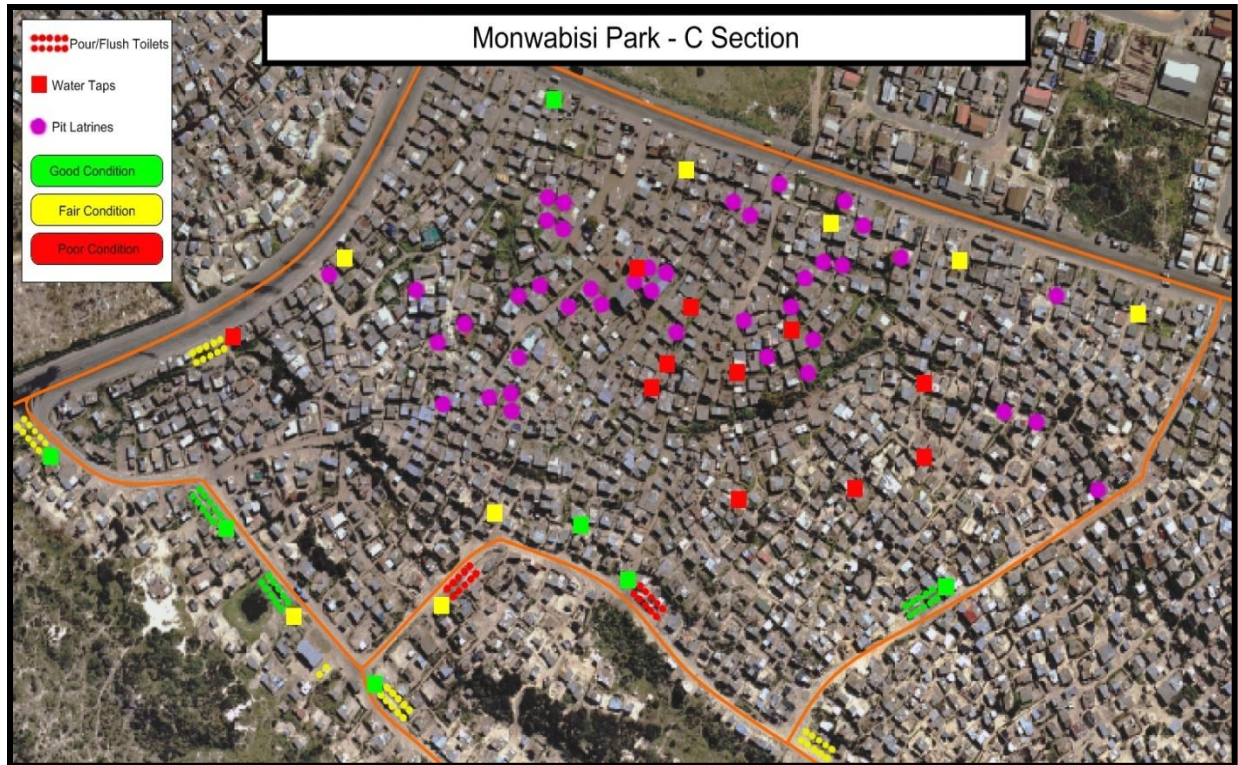 Monwabisi Park - C Section
Pour/Flush Toilets
Water Taps
Pit Latrines
Good Condition
Fair Condition
Poor Condition